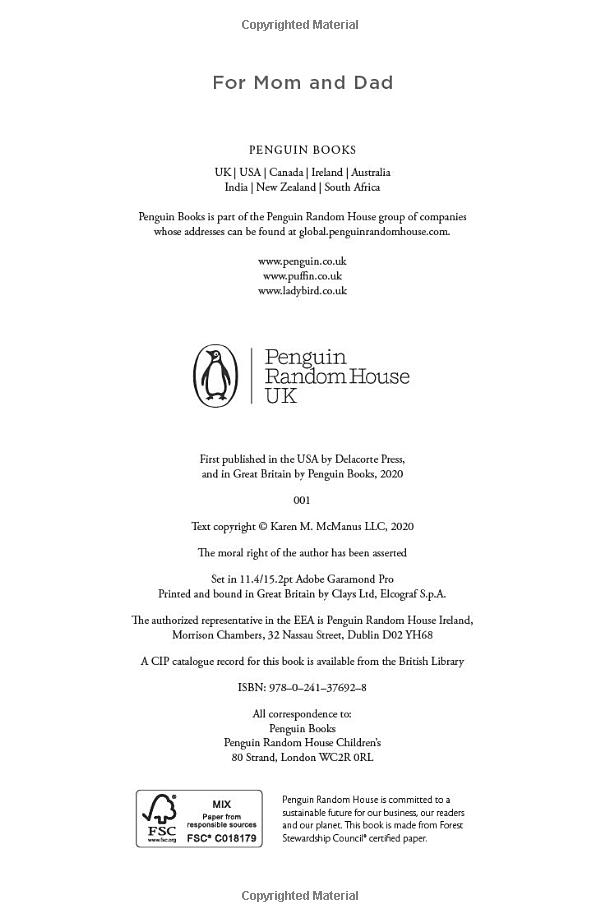 Copyrighted Material
For Mom and Dad
PENGUIN BOOKS
UK | USA | Canada | Ireland | Australia
India | New Zealand | South Africa
Penguin Books is part of the Penguin Random House group of companies
whose addresses can be found at global.penguinrandomhouse.com.
www.penguin.co.uk
www.puffin.co.uk
www.ladybird.co.uk
Penguin
Random House
UK
First published in the USA by Delacorte Press,
and in Great Britain by Penguin Books, 2020
001
Text copyright © Karen M. McManus LLC, 2020
The moral right of the author has been asserted
Set in 11.4/15.2pt Adobe Garamond Pro
Printed and bound in Great Britain by Clays Ltd, Elcograf S.p.A.
The authorized representative in the EEA is Penguin Random House Ireland,
Morrison Chambers, 32 Nassau Street, Dublin D02 YH68
A CIP catalogue record for this book is available from the British Library
ISBN: 978–0–241–37692–8
All correspondence to:
Penguin Books
Penguin Random House Children's
80 Strand, London WC2R 0RL
FSC
www.fsc.org
MIX
Paper from
responsible sources
FSC® C018179
Penguin Random House is committed to a
sustainable future for our business, our readers
and our planet. This book is made from Forest
Stewardship Council® certified paper.
Copyrighted Material